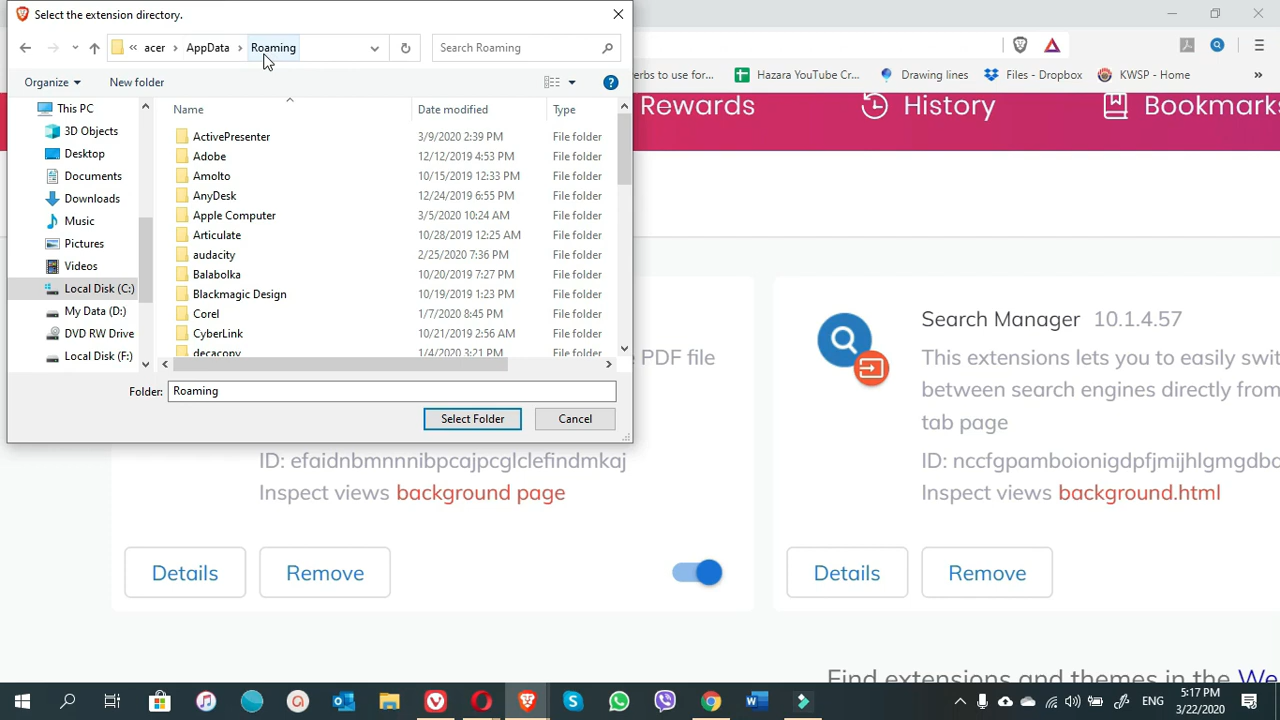 Select the extension directory.
« acer › AppData › Roaming
Search Roaming
Organize
New folder
This PC
3D Objects
Desktop
Documents
Downloads
Music
Pictures
Videos
Local Disk (C:)
My Data (D:)
DVD RW Drive
Local Disk (F:)
Name Date modified Type
ActivePresenter 3/9/2020 2:39 PM File folder
Adobe 12/12/2019 4:53 PM File folder
Amolto 10/15/2019 12:33 PM File folder
AnyDesk 12/24/2019 6:55 PM File folder
Apple Computer 3/5/2020 10:24 AM File folder
Articulate 10/28/2019 12:25 AM File folder
audacity 2/25/2020 7:36 PM File folder
Balabolka 10/20/2019 7:27 PM File folder
Blackmagic Design 10/19/2019 1:23 PM File folder
Corel 1/7/2020 8:45 PM File folder
CyberLink 10/21/2019 2:56 AM File folder
decacopy 1/4/2020 3:21 PM File folder
Folder: Roaming
Select Folder
Cancel
erbs to use for...
Hazara YouTube Cr...
Drawing lines
Files - Dropbox
KWSP - Home
»
Rewards
History
Bookmarks
PDF file
ID: efaidnbmnnnibpcajpcglclefindmkaj
Inspect views background page
Details
Remove
Search Manager 10.1.4.57
This extensions lets you to easily swit
between search engines directly from
tab page
ID: nccfgpamboionigdpfjmijhlgmgdba
Inspect views background.html
Details
Remove
Find extensions and themes in the We
ENG
5:17 PM
3/22/2020